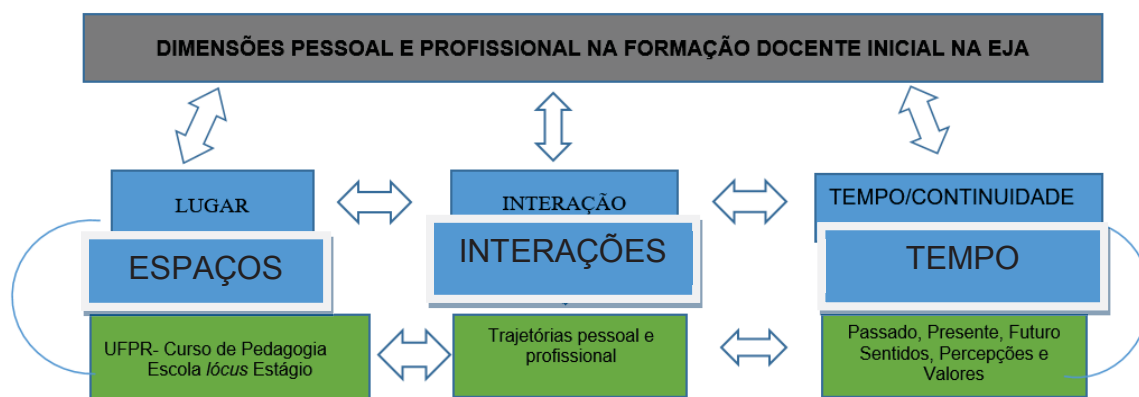 DIMENSÕES PESSOAL E PROFISSIONAL NA FORMAÇÃO DOCENTE INICIAL NA EJA
LUGAR
ESPAÇOS
UFPR- Curso de Pedagogia
Escola lócus Estágio
INTERAÇÃO
INTERAÇÕES
Trajetórias pessoal e
profissional
TEMPO/CONTINUIDADE
TEMPO
Passado, Presente, Futuro
Sentidos, Percepções e
Valores